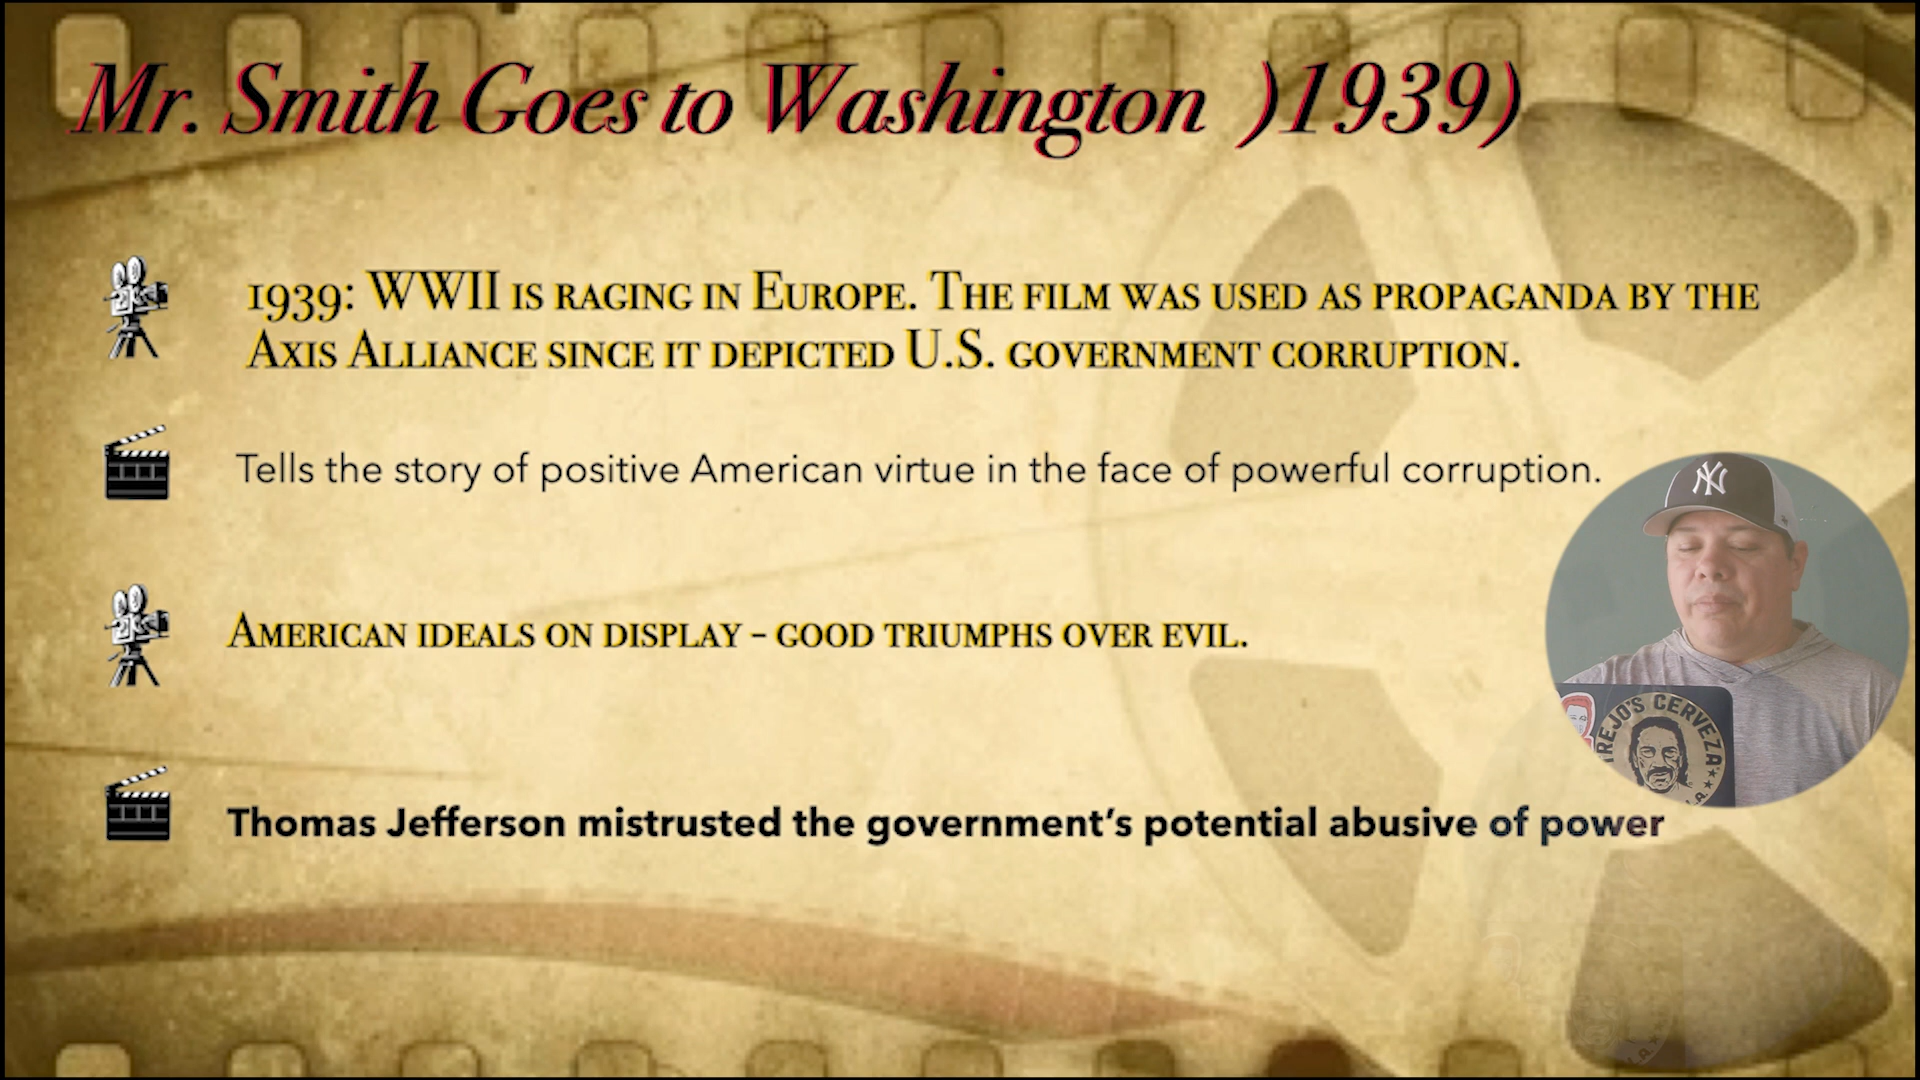 Mr. Smith Goes to Washington )1939)
1939: WWII is raging in Europe. The film was used as propaganda by the
Axis Alliance since it depicted U.S. government corruption.
Tells the story of positive American virtue in the face of powerful corruption.
American ideals on display – good triumphs over evil.
NY
REJO'S CERVEZA
Thomas Jefferson mistrusted the government's potential abusive of power